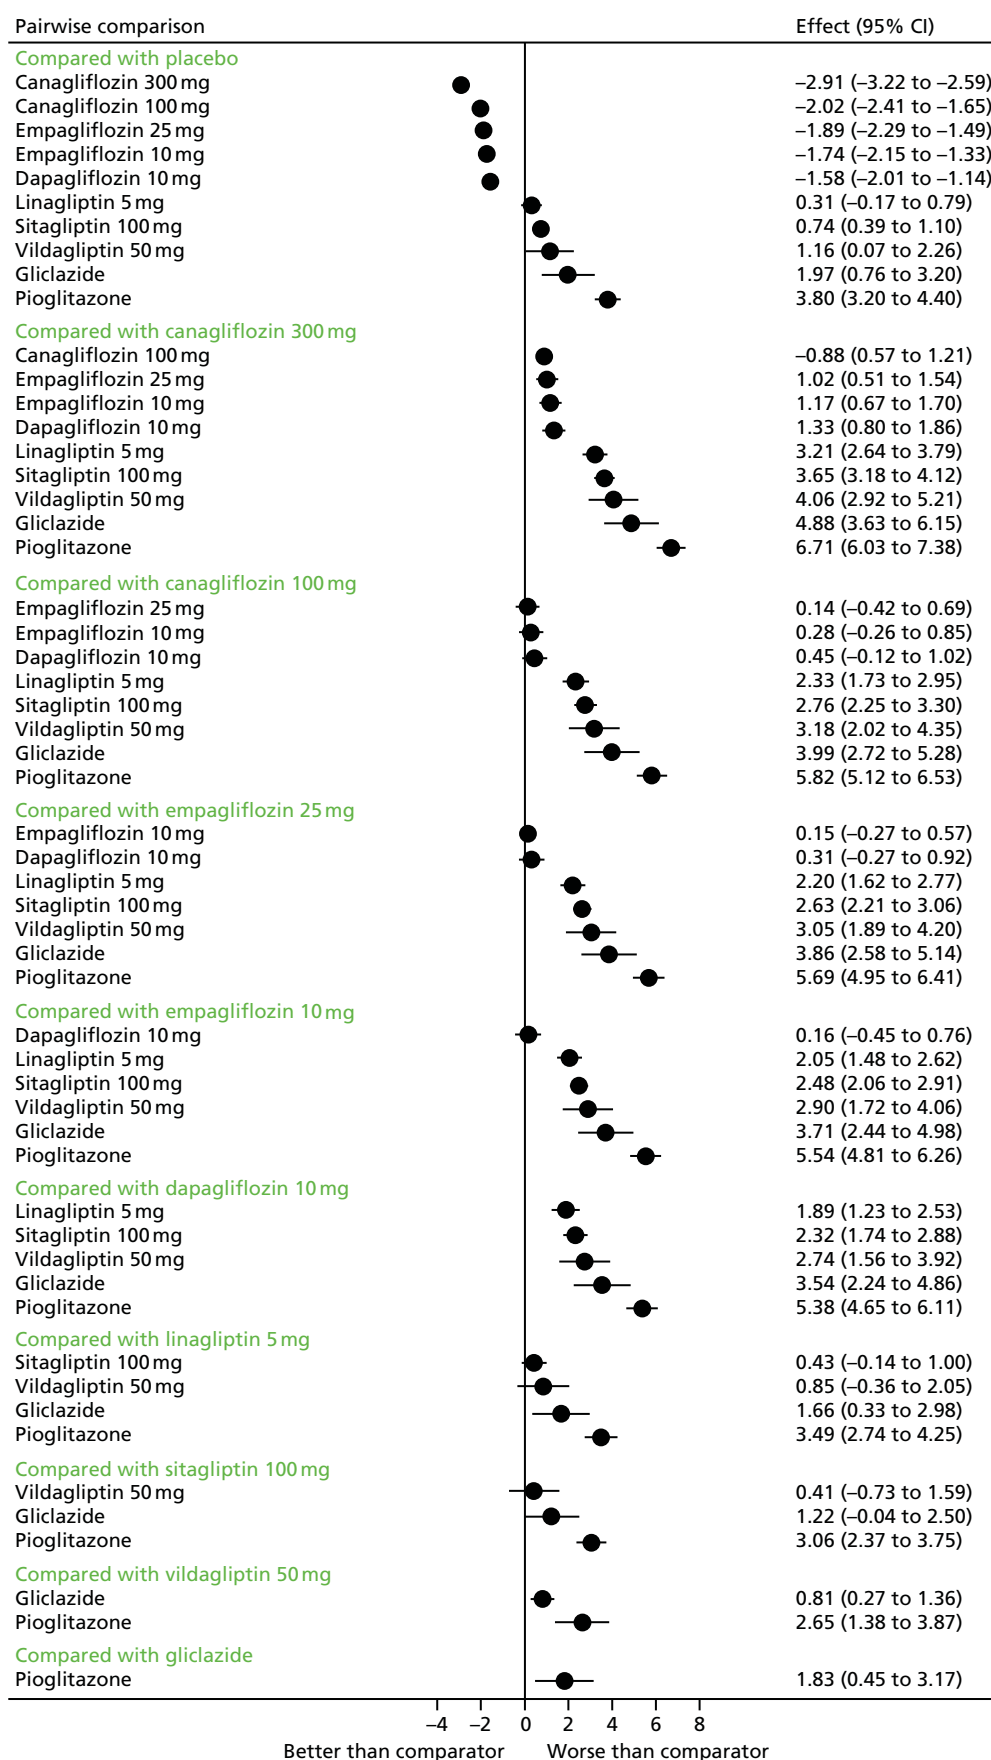 Pairwise comparison Effect (95% CI)
Compared with placebo
Canagliflozin 300 mg –2.91 (–3.22 to –2.59)
Canagliflozin 100 mg –2.02 (–2.41 to –1.65)
Empagliflozin 25 mg –1.89 (–2.29 to –1.49)
Empagliflozin 10 mg –1.74 (–2.15 to –1.33)
Dapagliflozin 10 mg –1.58 (–2.01 to –1.14)
Linagliptin 5 mg 0.31 (–0.17 to 0.79)
Sitagliptin 100 mg 0.74 (0.39 to 1.10)
Vildagliptin 50 mg 1.16 (0.07 to 2.26)
Gliclazide 1.97 (0.76 to 3.20)
Pioglitazone 3.80 (3.20 to 4.40)
Compared with canagliflozin 300 mg
Canagliflozin 100 mg –0.88 (0.57 to 1.21)
Empagliflozin 25 mg 1.02 (0.51 to 1.54)
Empagliflozin 10 mg 1.17 (0.67 to 1.70)
Dapagliflozin 10 mg 1.33 (0.80 to 1.86)
Linagliptin 5 mg 3.21 (2.64 to 3.79)
Sitagliptin 100 mg 3.65 (3.18 to 4.12)
Vildagliptin 50 mg 4.06 (2.92 to 5.21)
Gliclazide 4.88 (3.63 to 6.15)
Pioglitazone 6.71 (6.03 to 7.38)
Compared with canagliflozin 100 mg
Empagliflozin 25 mg 0.14 (–0.42 to 0.69)
Empagliflozin 10 mg 0.28 (–0.26 to 0.85)
Dapagliflozin 10 mg 0.45 (–0.12 to 1.02)
Linagliptin 5 mg 2.33 (1.73 to 2.95)
Sitagliptin 100 mg 2.76 (2.25 to 3.30)
Vildagliptin 50 mg 3.18 (2.02 to 4.35)
Gliclazide 3.99 (2.72 to 5.28)
Pioglitazone 5.82 (5.12 to 6.53)
Compared with empagliflozin 25 mg
Empagliflozin 10 mg 0.15 (–0.27 to 0.57)
Dapagliflozin 10 mg 0.31 (–0.27 to 0.92)
Linagliptin 5 mg 2.20 (1.62 to 2.77)
Sitagliptin 100 mg 2.63 (2.21 to 3.06)
Vildagliptin 50 mg 3.05 (1.89 to 4.20)
Gliclazide 3.86 (2.58 to 5.14)
Pioglitazone 5.69 (4.95 to 6.41)
Compared with empagliflozin 10 mg
Dapagliflozin 10 mg 0.16 (–0.45 to 0.76)
Linagliptin 5 mg 2.05 (1.48 to 2.62)
Sitagliptin 100 mg 2.48 (2.06 to 2.91)
Vildagliptin 50 mg 2.90 (1.72 to 4.06)
Gliclazide 3.71 (2.44 to 4.98)
Pioglitazone 5.54 (4.81 to 6.26)
Compared with dapagliflozin 10 mg
Linagliptin 5 mg 1.89 (1.23 to 2.53)
Sitagliptin 100 mg 2.32 (1.74 to 2.88)
Vildagliptin 50 mg 2.74 (1.56 to 3.92)
Gliclazide 3.54 (2.24 to 4.86)
Pioglitazone 5.38 (4.65 to 6.11)
Compared with linagliptin 5 mg
Sitagliptin 100 mg 0.43 (–0.14 to 1.00)
Vildagliptin 50 mg 0.85 (–0.36 to 2.05)
Gliclazide 1.66 (0.33 to 2.98)
Pioglitazone 3.49 (2.74 to 4.25)
Compared with sitagliptin 100 mg
Vildagliptin 50 mg 0.41 (–0.73 to 1.59)
Gliclazide 1.22 (–0.04 to 2.50)
Pioglitazone 3.06 (2.37 to 3.75)
Compared with vildagliptin 50 mg
Gliclazide 0.81 (0.27 to 1.36)
Pioglitazone 2.65 (1.38 to 3.87)
Compared with gliclazide
Pioglitazone 1.83 (0.45 to 3.17)
–4 –2 0 2 4 6 8
Better than comparator Worse than comparator